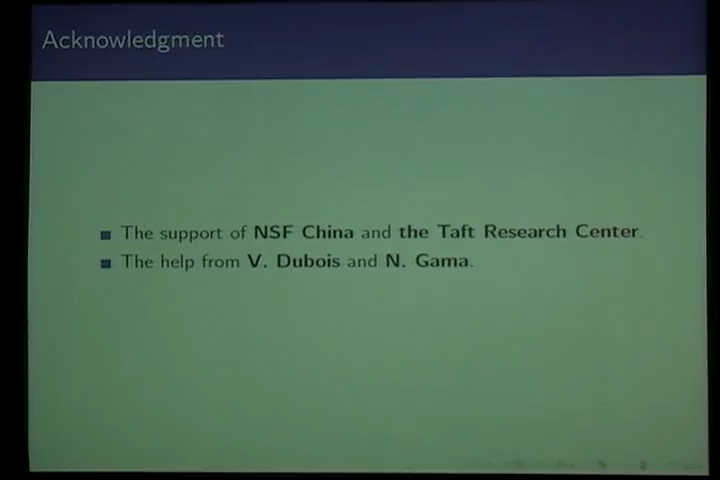 Acknowledgment
The support of NSF China and the Taft Research Center.
The help from V. Dubois and N. Gama.